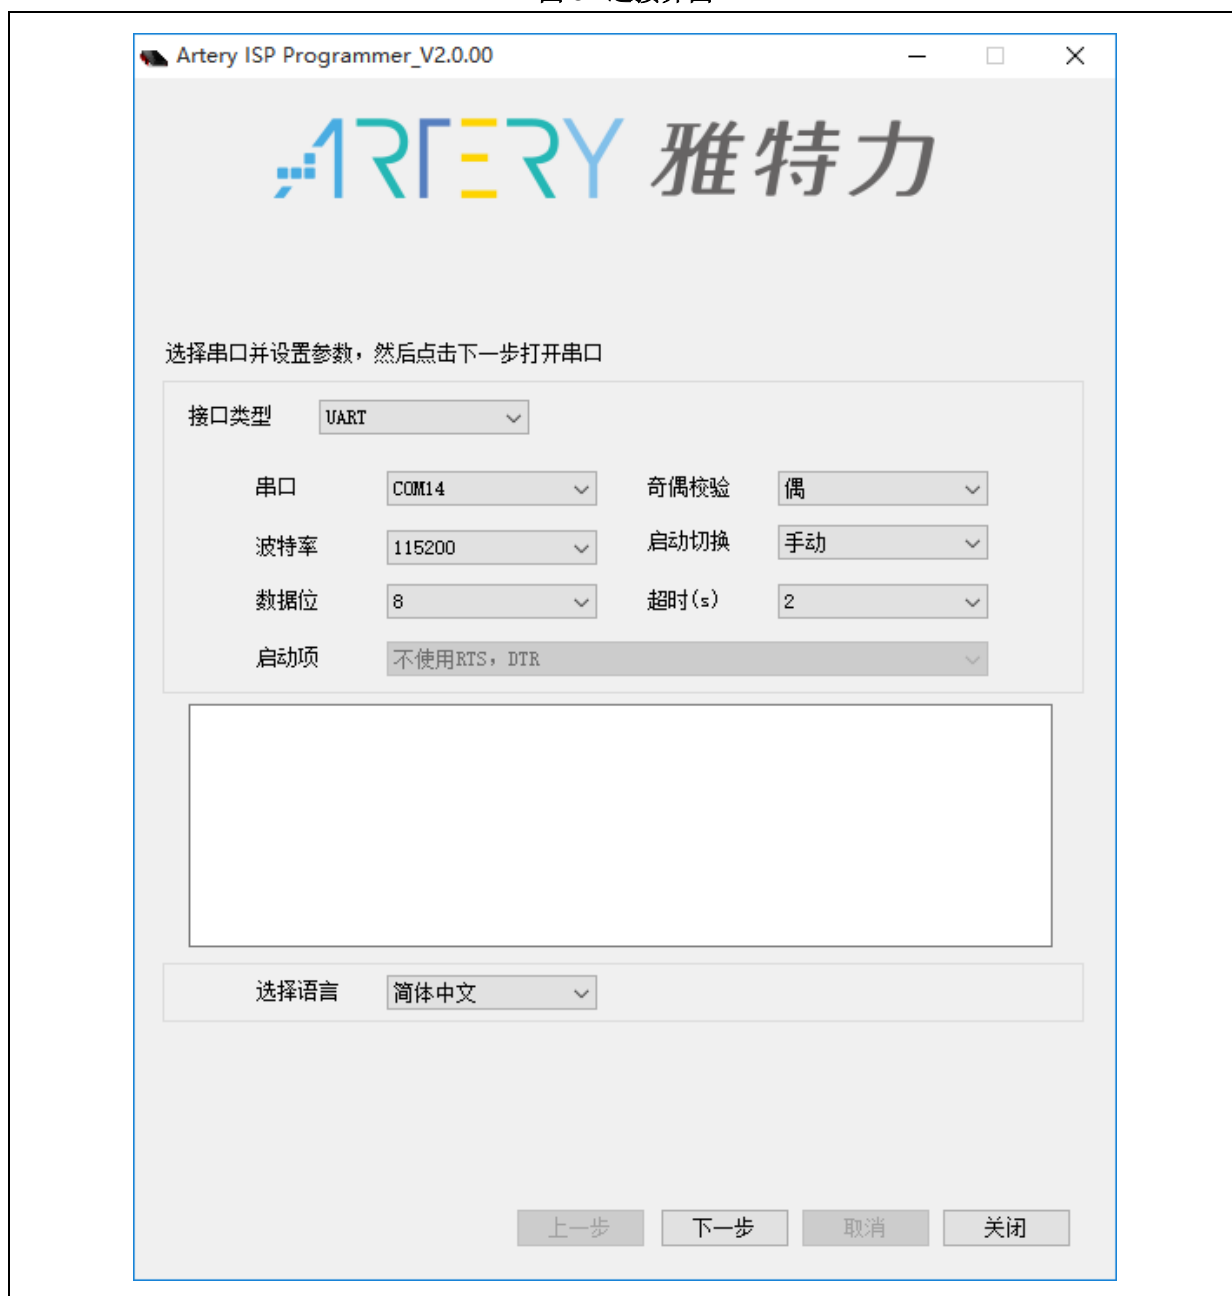 Artery ISP Programmer_V2.0.00
ARTERY 雅特力
选择串口并设置参数，然后点击下一步打开串口
接口类型 UART
串口 COM14 奇偶校验 偶
波特率 115200 启动切换 手动
数据位 8 超时(s) 2
启动项 不使用RTS，DTR
选择语言 简体中文
上一步 下一步 取消 关闭